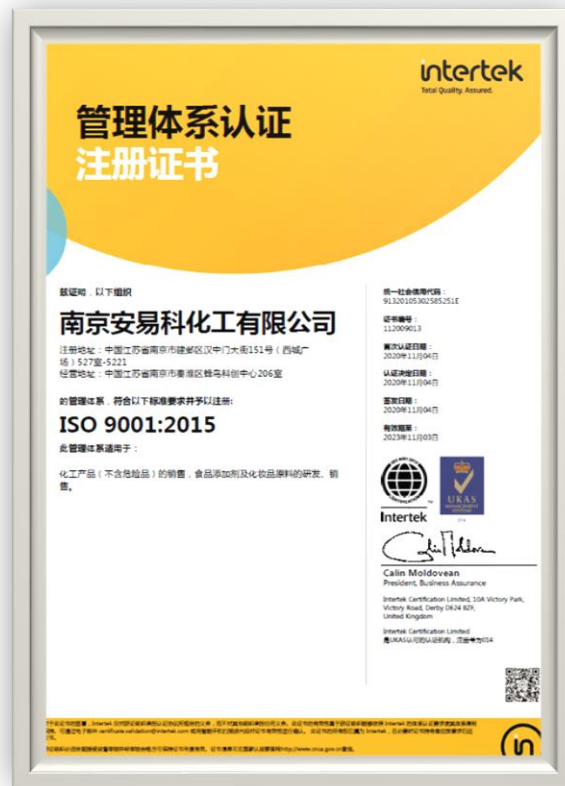 intertek
Total Quality. Assured.
管理体系认证
注册证书
兹证明，以下组织
南京安易科化工有限公司
注册地址：中国江苏省南京市建邺区汉中门大街151号（西城广
场）527室-5221
经营地址：中国江苏省南京市秦淮区蜂鸟科创中心206室
的管理体系，符合以下标准要求并予以注册:
ISO 9001:2015
此管理体系适用于：
化工产品（不含危险品）的销售，食品添加剂及化妆品原料的研发、销
售。
统一社会信用代码：
91320105302585251E
证书编号：
112009013
首次认证日期：
2020年11月04日
认证决定日期：
2020年11月04日
签发日期：
2020年11月04日
有效期至：
2023年11月03日
Intertek
UKAS
MANAGEMENT
SYSTEMS
014
Calin Moldovean
President, Business Assurance
Intertek Certification Limited, 10A Victory Park,
Victory Road, Derby DE24 8ZF,
United Kingdom
Intertek Certification Limited
是UKAS认可的认证机构，注册号为014
in